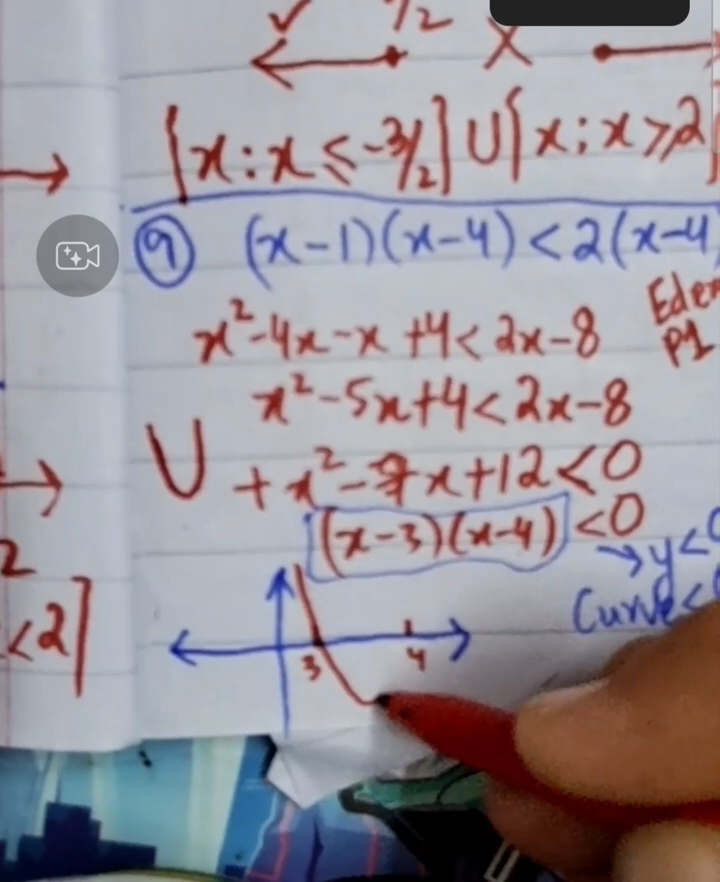 ✓ 1/2 X
{x : x ≤ -3/2} U {x ; x ≥ 2}
9 (x-1)(x-4) < 2(x-4)
x²-4x-x+4 < 2x-8
P1
x²-5x+4 < 2x-8
U + x²-7x+12 < 0
(x-3)(x-4) < 0
2 → y < 0
Curve <
< 2}
3 4